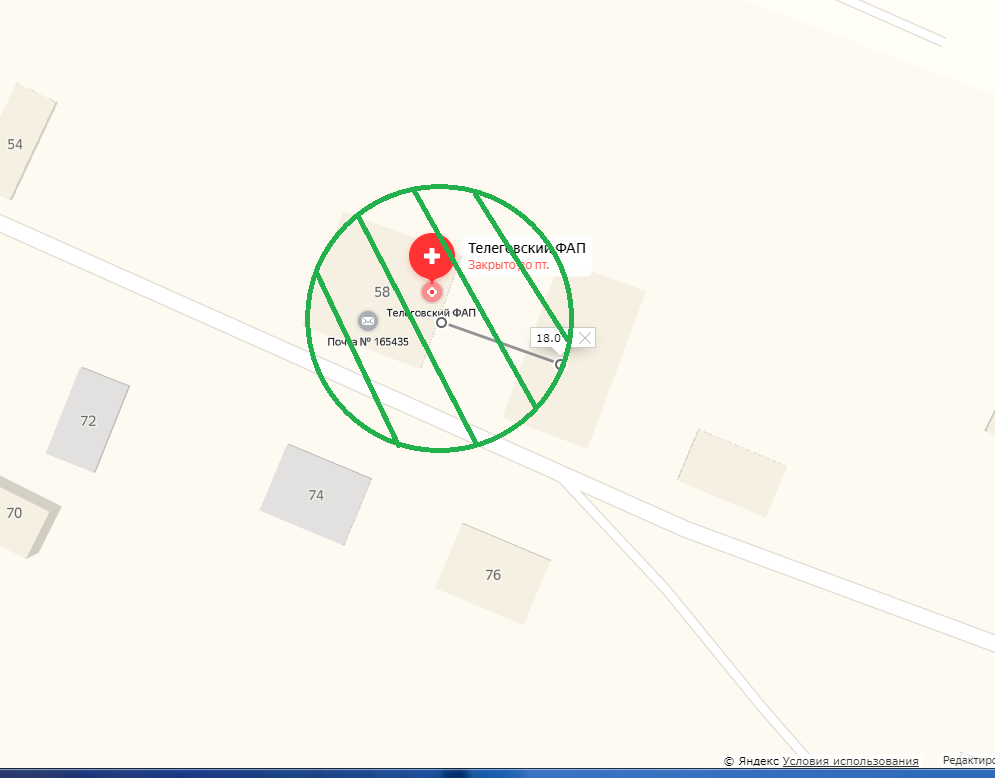 54
Телеговский ФАП
Закрыто до пт.
58
Телеговский ФАП
Почта № 165435
18.0
72
74
70
76
© Яндекс Условия использования
Редактиро